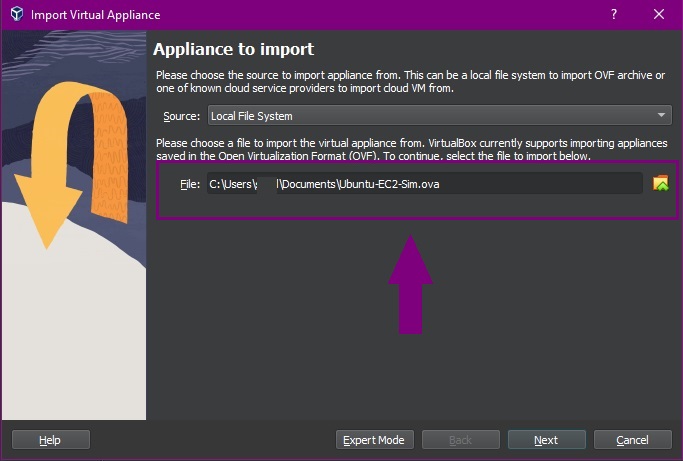 Import Virtual Appliance
Appliance to import
Please choose the source to import appliance from. This can be a local file system to import OVF archive or
one of known cloud service providers to import cloud VM from.
Source: Local File System
Please choose a file to import the virtual appliance from. VirtualBox currently supports importing appliances
saved in the Open Virtualization Format (OVF). To continue, select the file to import below.
File: C:\Users\ \Documents\Ubuntu-EC2-Sim.ova
Help Expert Mode Back Next Cancel